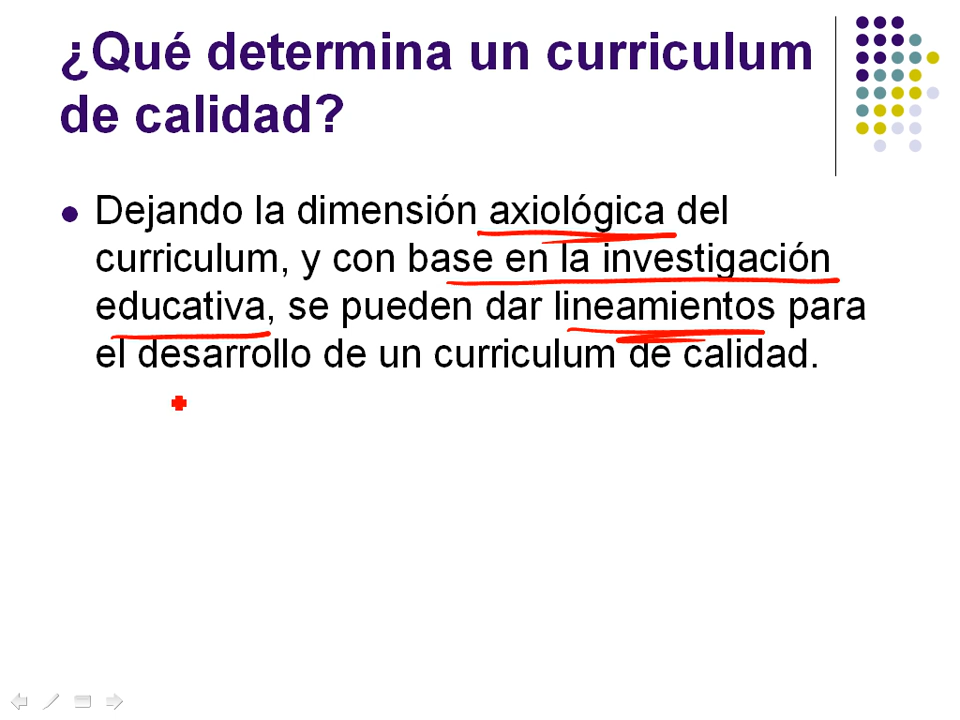 ¿Qué determina un curriculum
de calidad?
Dejando la dimensión axiológica del
curriculum, y con base en la investigación
educativa, se pueden dar lineamientos para
el desarrollo de un curriculum de calidad.